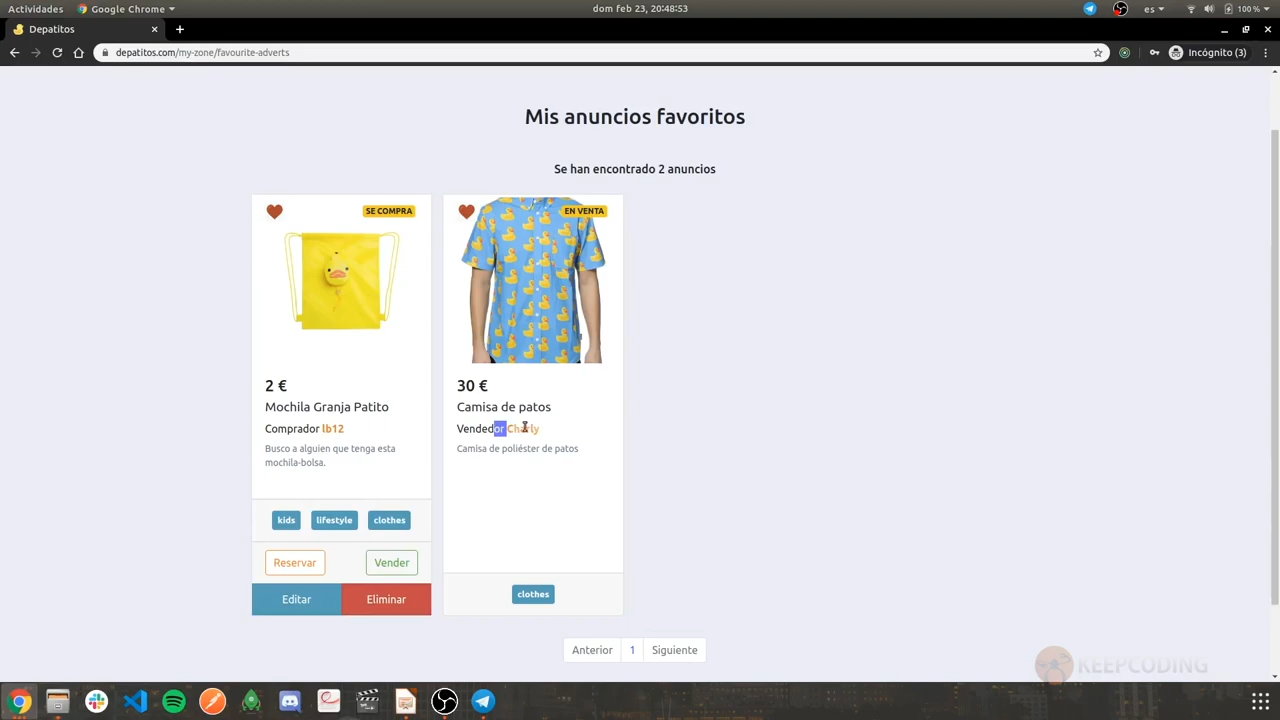 Actividades Google Chrome dom feb 23, 20:48:53 es 100 %
Depatitos
depatitos.com/my-zone/favourite-adverts Incógnito (3)
Mis anuncios favoritos
Se han encontrado 2 anuncios
SE COMPRA
EN VENTA
2 €
Mochila Granja Patito
Comprador lb12
Busco a alguien que tenga esta
mochila-bolsa.
kids lifestyle clothes
Reservar Vender
Editar Eliminar
30 €
Camisa de patos
Vendedor Charly
Camisa de poliéster de patos
clothes
Anterior 1 Siguiente
KEEPCODING